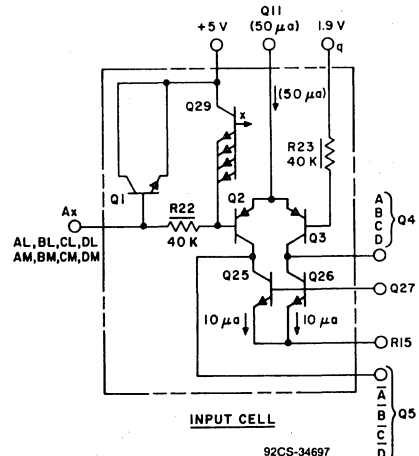 Q11
+5 V (50 μa) 1.9 V
q
(50 μa)
Q29 x
R23
40 K
Q1
Ax
R22
40 K
Q2
Q3
A
B
C
D
Q4
AL, BL, CL, DL
AM, BM, CM, DM
Q25
Q26
Q27
10 μa
10 μa
R15
A̅
B̅
C̅
D̅
Q5
INPUT CELL
92CS-34697